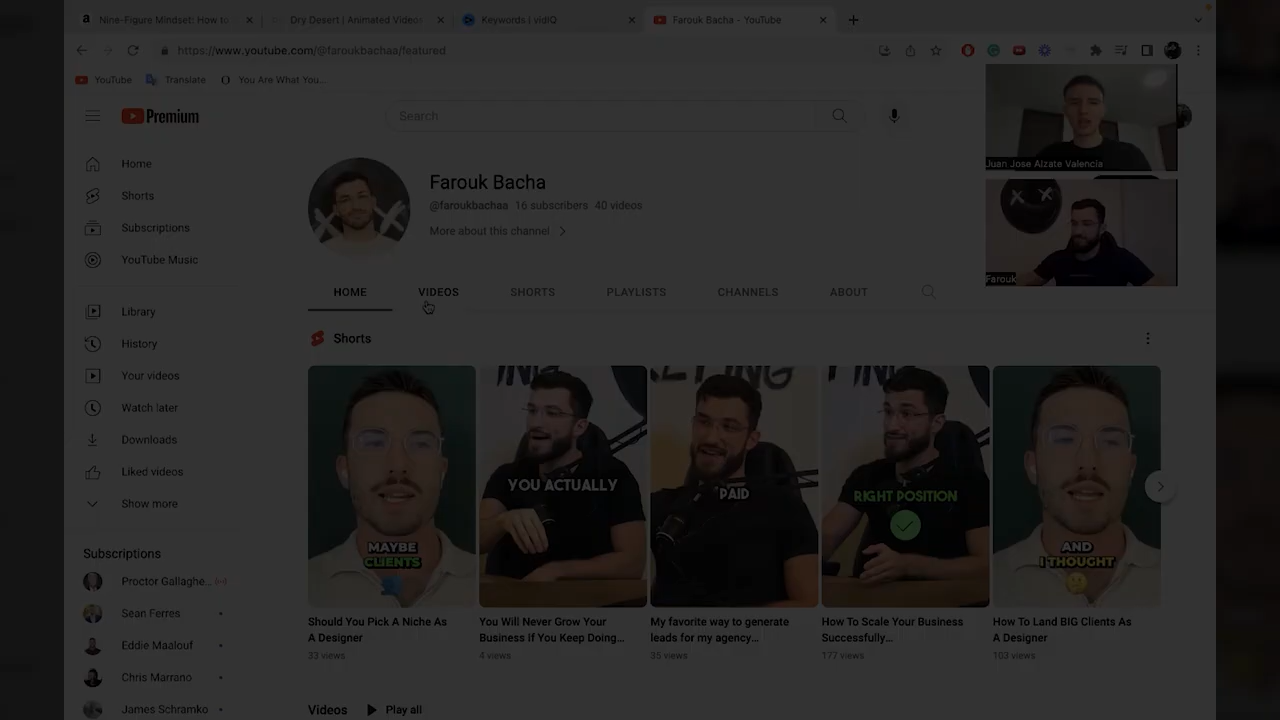 Nine-Figure Mindset: How to
Dry Desert | Animated Videos
Keywords | vidIQ
Farouk Bacha - YouTube
https://www.youtube.com/@faroukbachaa/featured
YouTube
Translate
You Are What You...
Premium
Search
Juan Jose Alzate Valencia
Farouk
Home
Shorts
Subscriptions
YouTube Music
Library
History
Your videos
Watch later
Downloads
Liked videos
Show more
Subscriptions
Proctor Gallaghe..
Sean Ferres
Eddie Maalouf
Chris Marrano
James Schramko
Farouk Bacha
@faroukbachaa 16 subscribers 40 videos
More about this channel
HOME VIDEOS SHORTS PLAYLISTS CHANNELS ABOUT
Shorts
MAYBE
CLIENTS
YOU ACTUALLY
PAID
RIGHT POSITION
AND
I THOUGHT
Should You Pick A Niche As
A Designer
33 views
You Will Never Grow Your
Business If You Keep Doing...
4 views
My favorite way to generate
leads for my agency...
35 views
How To Scale Your Business
Successfully...
177 views
How To Land BIG Clients As
A Designer
103 views
Videos
Play all